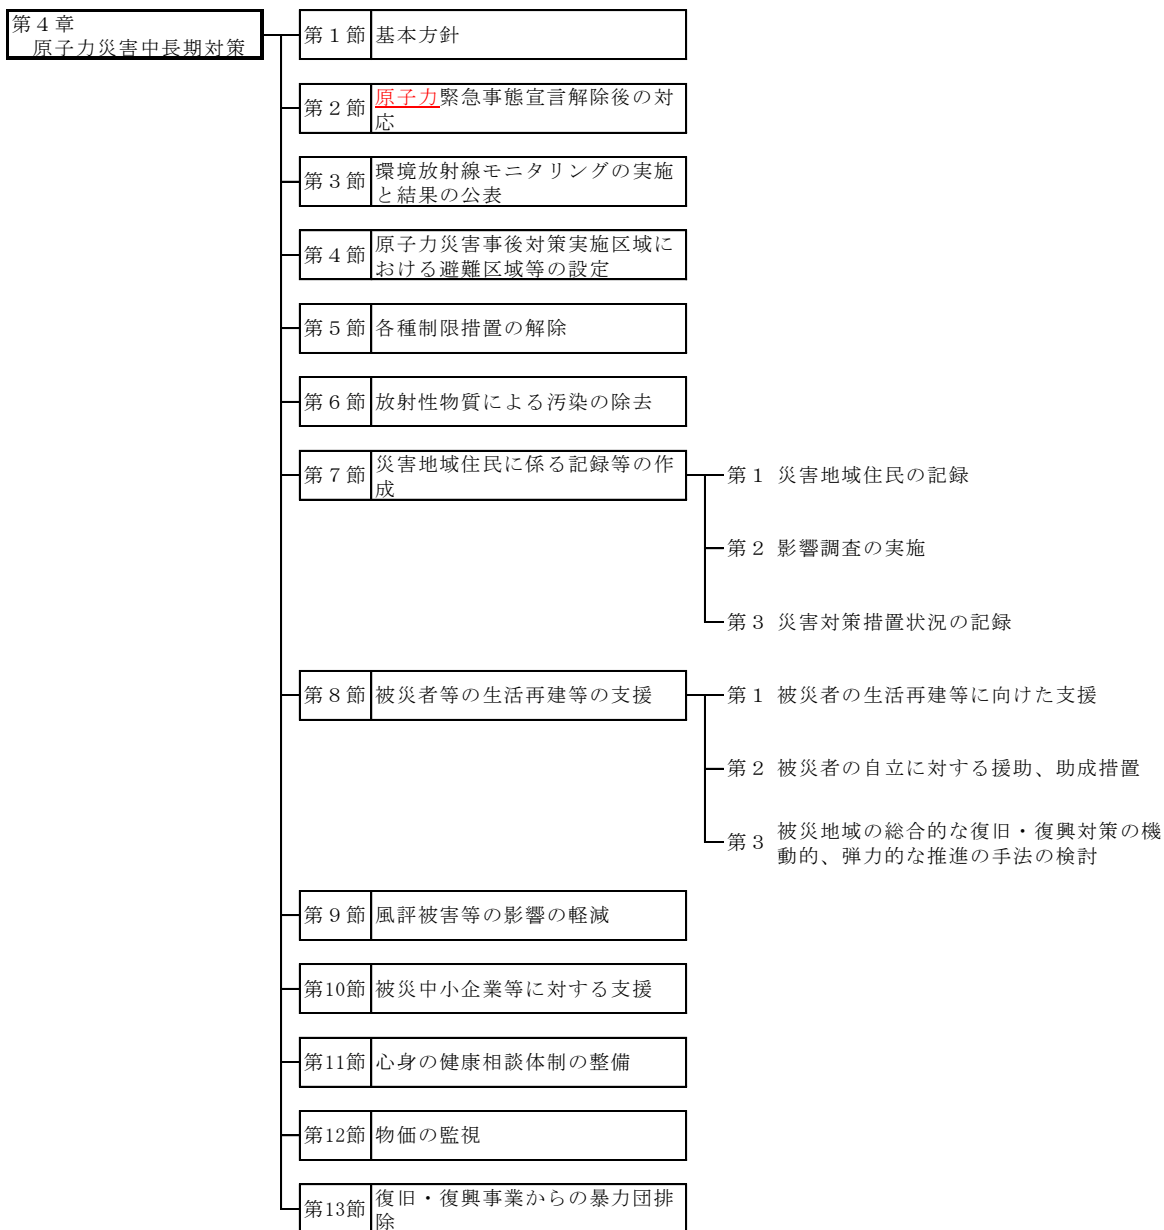 第４章
原子力災害中長期対策
第１節 基本方針
第２節 原子力緊急事態宣言解除後の対
応
第３節 環境放射線モニタリングの実施
と結果の公表
第４節 原子力災害事後対策実施区域に
おける避難区域等の設定
第５節 各種制限措置の解除
第６節 放射性物質による汚染の除去
第７節 災害地域住民に係る記録等の作
成
第１ 災害地域住民の記録
第２ 影響調査の実施
第３ 災害対策措置状況の記録
第８節 被災者等の生活再建等の支援
第１ 被災者の生活再建等に向けた支援
第２ 被災者の自立に対する援助、助成措置
第３ 被災地域の総合的な復旧・復興対策の機
動的、弾力的な推進の手法の検討
第９節 風評被害等の影響の軽減
第10節 被災中小企業等に対する支援
第11節 心身の健康相談体制の整備
第12節 物価の監視
第13節 復旧・復興事業からの暴力団排
除